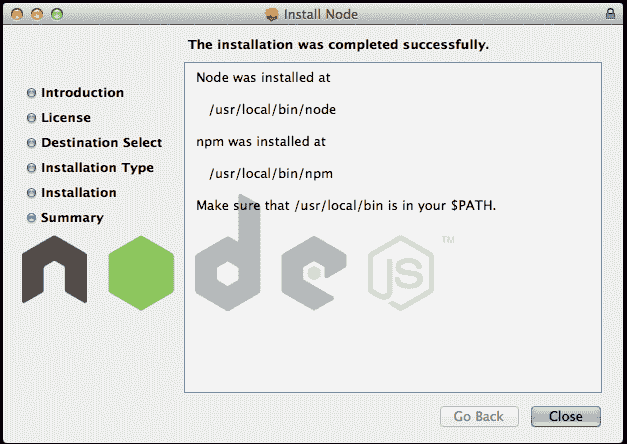 Install Node
The installation was completed successfully.
Introduction
License
Destination Select
Installation Type
Installation
Summary
Node was installed at
/usr/local/bin/node
npm was installed at
/usr/local/bin/npm
Make sure that /usr/local/bin is in your $PATH.
node JS™
Go Back
Close